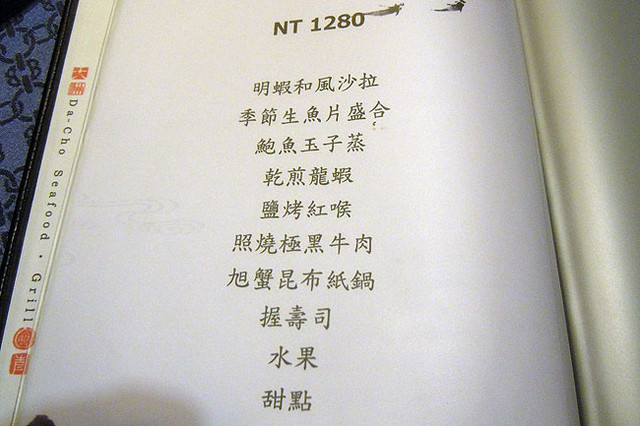 NT 1280
明蝦和風沙拉
季節生魚片盛合
鮑魚玉子蒸
乾煎龍蝦
鹽烤紅喉
照燒極黑牛肉
旭蟹昆布紙鍋
握壽司
水果
甜點
Da-Cho Seafood · Grill